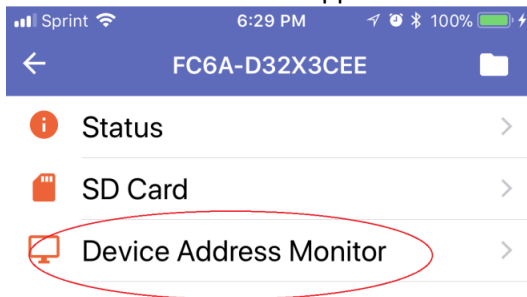 Sprint 6:29 PM 100%
FC6A-D32X3CEE
Status
SD Card
Device Address Monitor